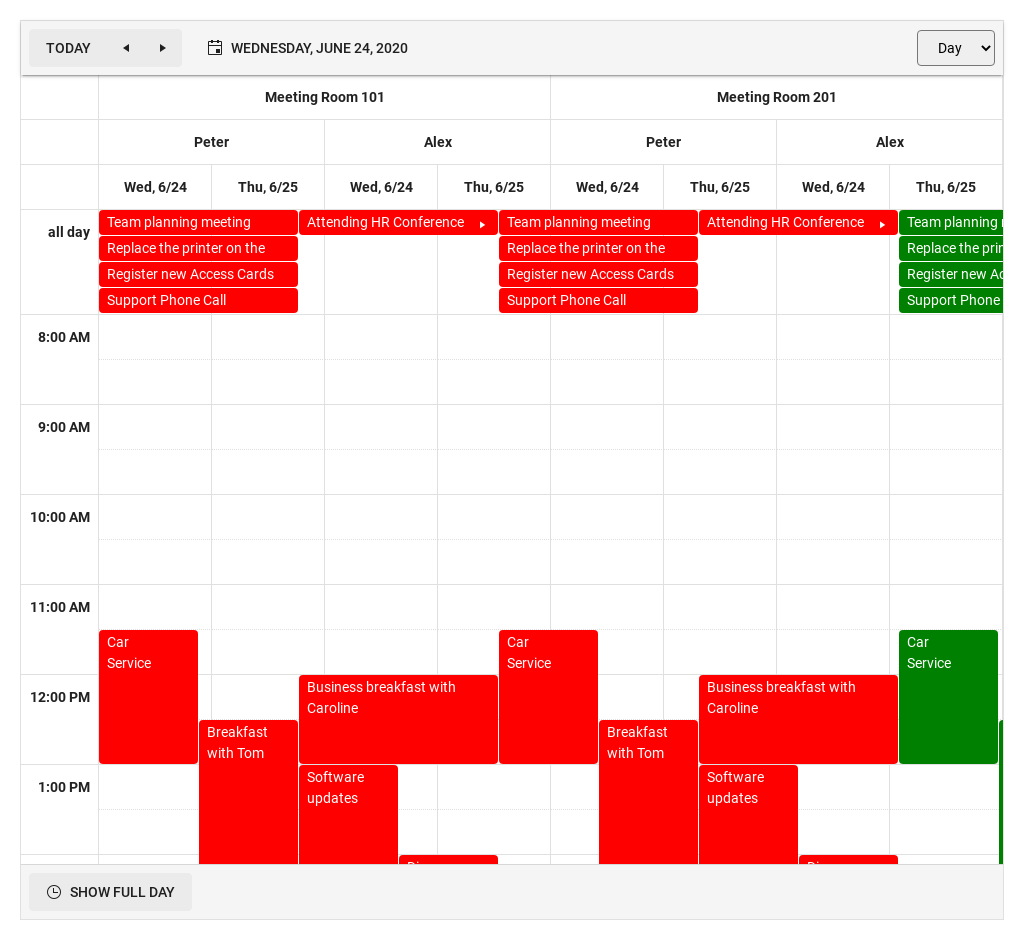 TODAY
WEDNESDAY, JUNE 24, 2020
Day
Meeting Room 101 Meeting Room 201
Peter Alex Peter Alex
Wed, 6/24 Thu, 6/25 Wed, 6/24 Thu, 6/25 Wed, 6/24 Thu, 6/25 Wed, 6/24 Thu, 6/25
all day
Team planning meeting Attending HR Conference Team planning meeting Attending HR Conference Team planning
Replace the printer on the Replace the printer on the Replace the
Register new Access Cards Register new Access Cards Register new
Support Phone Call Support Phone Call Support Phone
8:00 AM
9:00 AM
10:00 AM
11:00 AM
Car Car Car
Service Service Service
12:00 PM
Business breakfast with Business breakfast with
Caroline Caroline
Breakfast Breakfast
with Tom with Tom
1:00 PM
Software Software
updates updates
SHOW FULL DAY